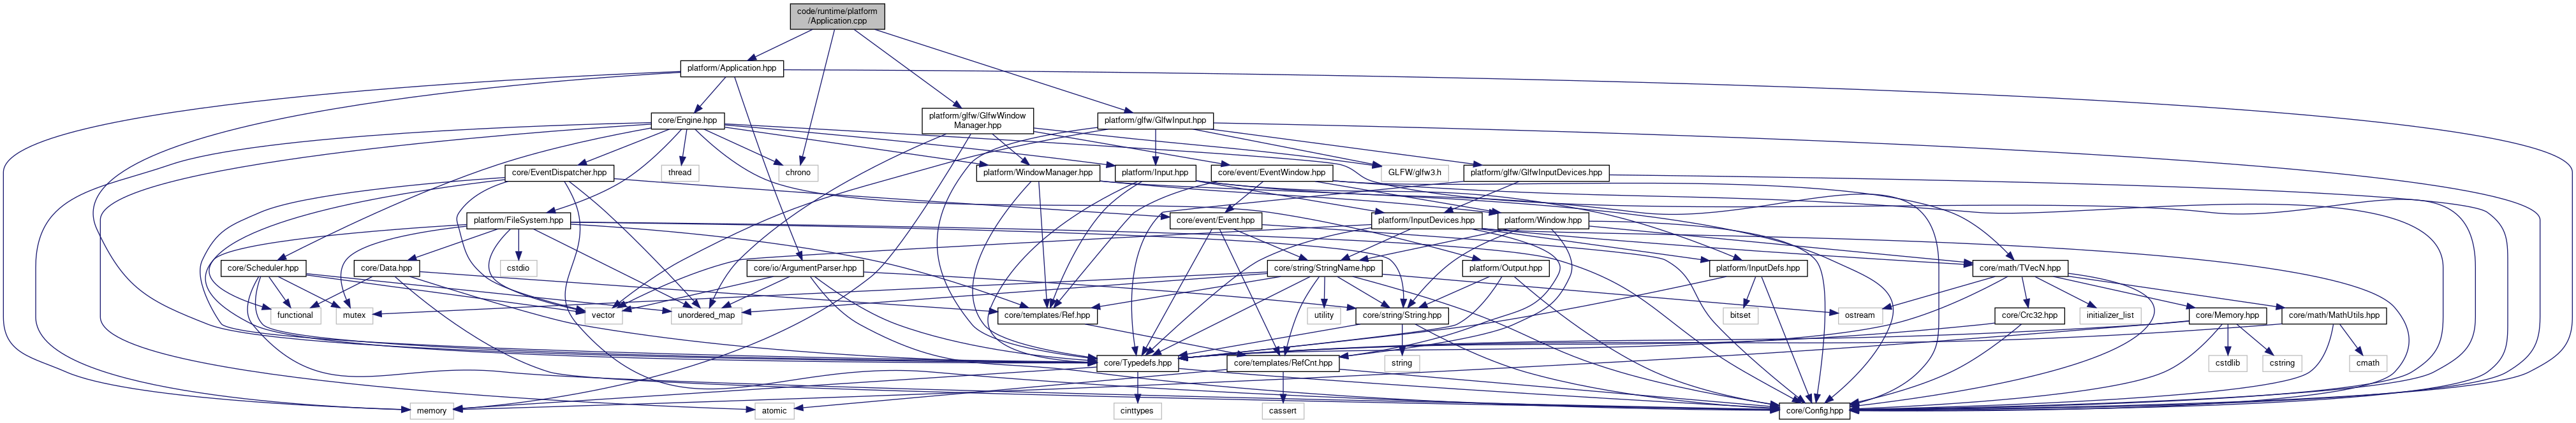 code/runtime/platform
/Application.cpp
platform/Application.hpp
core/Engine.hpp
platform/glfw/GlfwWindow
Manager.hpp
platform/glfw/GlfwInput.hpp
core/EventDispatcher.hpp
thread
chrono
platform/WindowManager.hpp
platform/Input.hpp
core/event/EventWindow.hpp
GLFW/glfw3.h
platform/glfw/GlfwInputDevices.hpp
platform/FileSystem.hpp
core/event/Event.hpp
platform/InputDevices.hpp
platform/Window.hpp
core/Scheduler.hpp
core/Data.hpp
cstdio
core/io/ArgumentParser.hpp
core/string/StringName.hpp
platform/Output.hpp
platform/InputDefs.hpp
core/math/TVecN.hpp
functional
mutex
vector
unordered_map
core/templates/Ref.hpp
utility
core/string/String.hpp
bitset
ostream
core/Crc32.hpp
initializer_list
core/Memory.hpp
core/math/MathUtils.hpp
core/Typedefs.hpp
core/templates/RefCnt.hpp
string
cstdlib
cstring
cmath
memory
atomic
cinttypes
cassert
core/Config.hpp